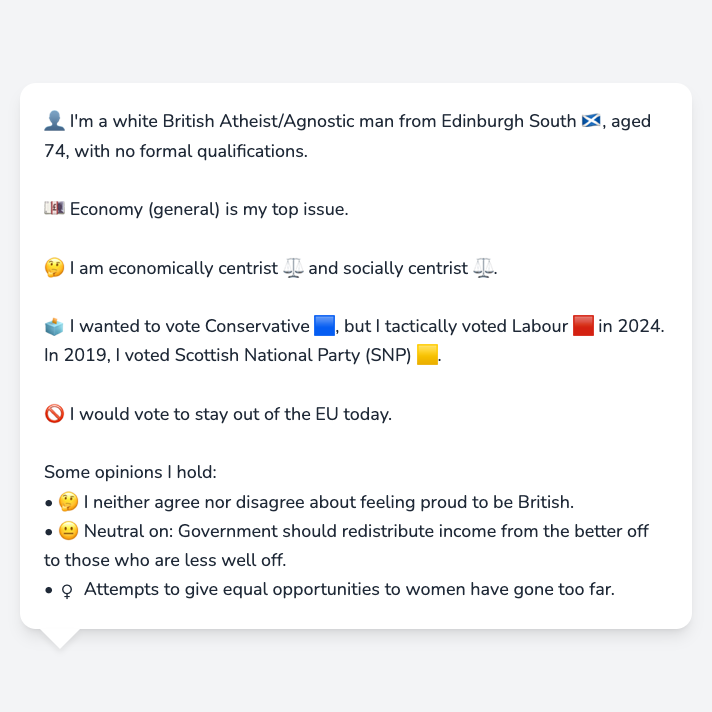 👤 I'm a white British Atheist/Agnostic man from Edinburgh South 🏴󠁧󠁢󠁳󠁣󠁴󠁿, aged
74, with no formal qualifications.
💷 Economy (general) is my top issue.
🤔 I am economically centrist ⚖️ and socially centrist ⚖️.
🗳️ I wanted to vote Conservative 🟦, but I tactically voted Labour 🟥 in 2024.
In 2019, I voted Scottish National Party (SNP) 🟨.
🚫 I would vote to stay out of the EU today.
Some opinions I hold:
• 🤔 I neither agree nor disagree about feeling proud to be British.
• 😐 Neutral on: Government should redistribute income from the better off
to those who are less well off.
• ♀ Attempts to give equal opportunities to women have gone too far.